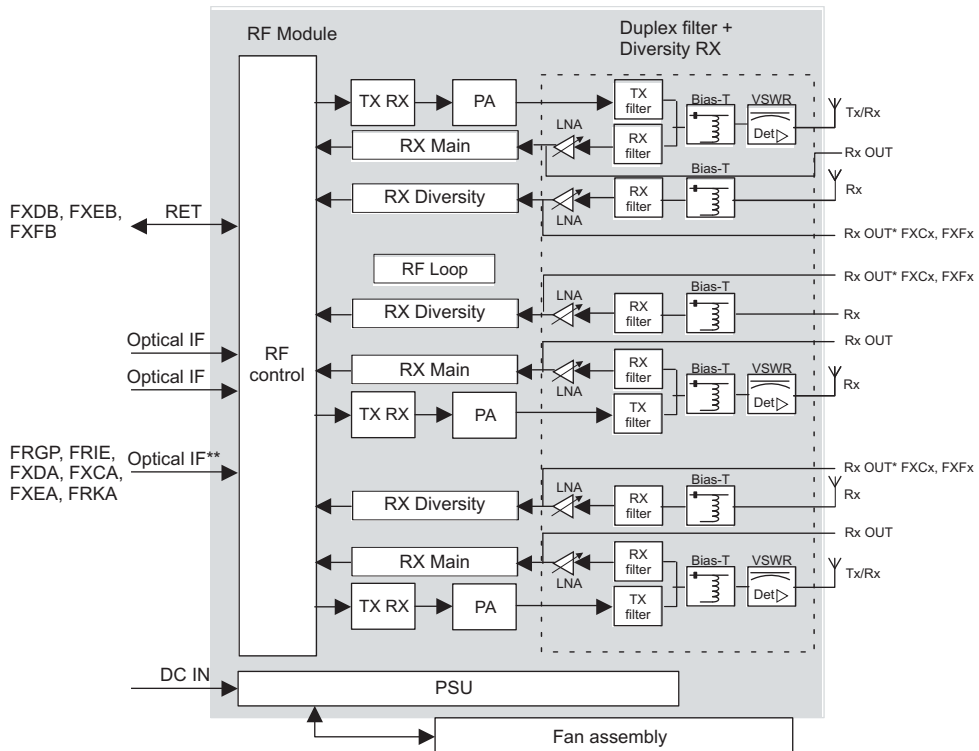 RF Module
Duplex filter +
Diversity RX
TX RX
PA
TX
filter
Bias-T
VSWR
Det
Tx/Rx
LNA
RX Main
RX
filter
Rx OUT
Bias-T
RX Diversity
LNA
RX
filter
Rx
FXDB, FXEB,
FXFB
RET
Rx OUT* FXCx, FXFx
RF Loop
Rx OUT* FXCx, FXFx
LNA
Bias-T
RX Diversity
RX
filter
Rx
Optical IF
Rx OUT
RF
control
LNA
RX Main
RX
filter
Bias-T
VSWR
Det
Rx
Optical IF
TX RX
PA
TX
filter
FRGP, FRIE,
FXDA, FXCA,
FXEA, FRKA
Optical IF**
Rx OUT* FXCx, FXFx
Bias-T
RX Diversity
LNA
RX
filter
Rx
Rx OUT
RX Main
LNA
RX
filter
Bias-T
VSWR
Det
Tx/Rx
TX RX
PA
TX
filter
DC IN
PSU
Fan assembly